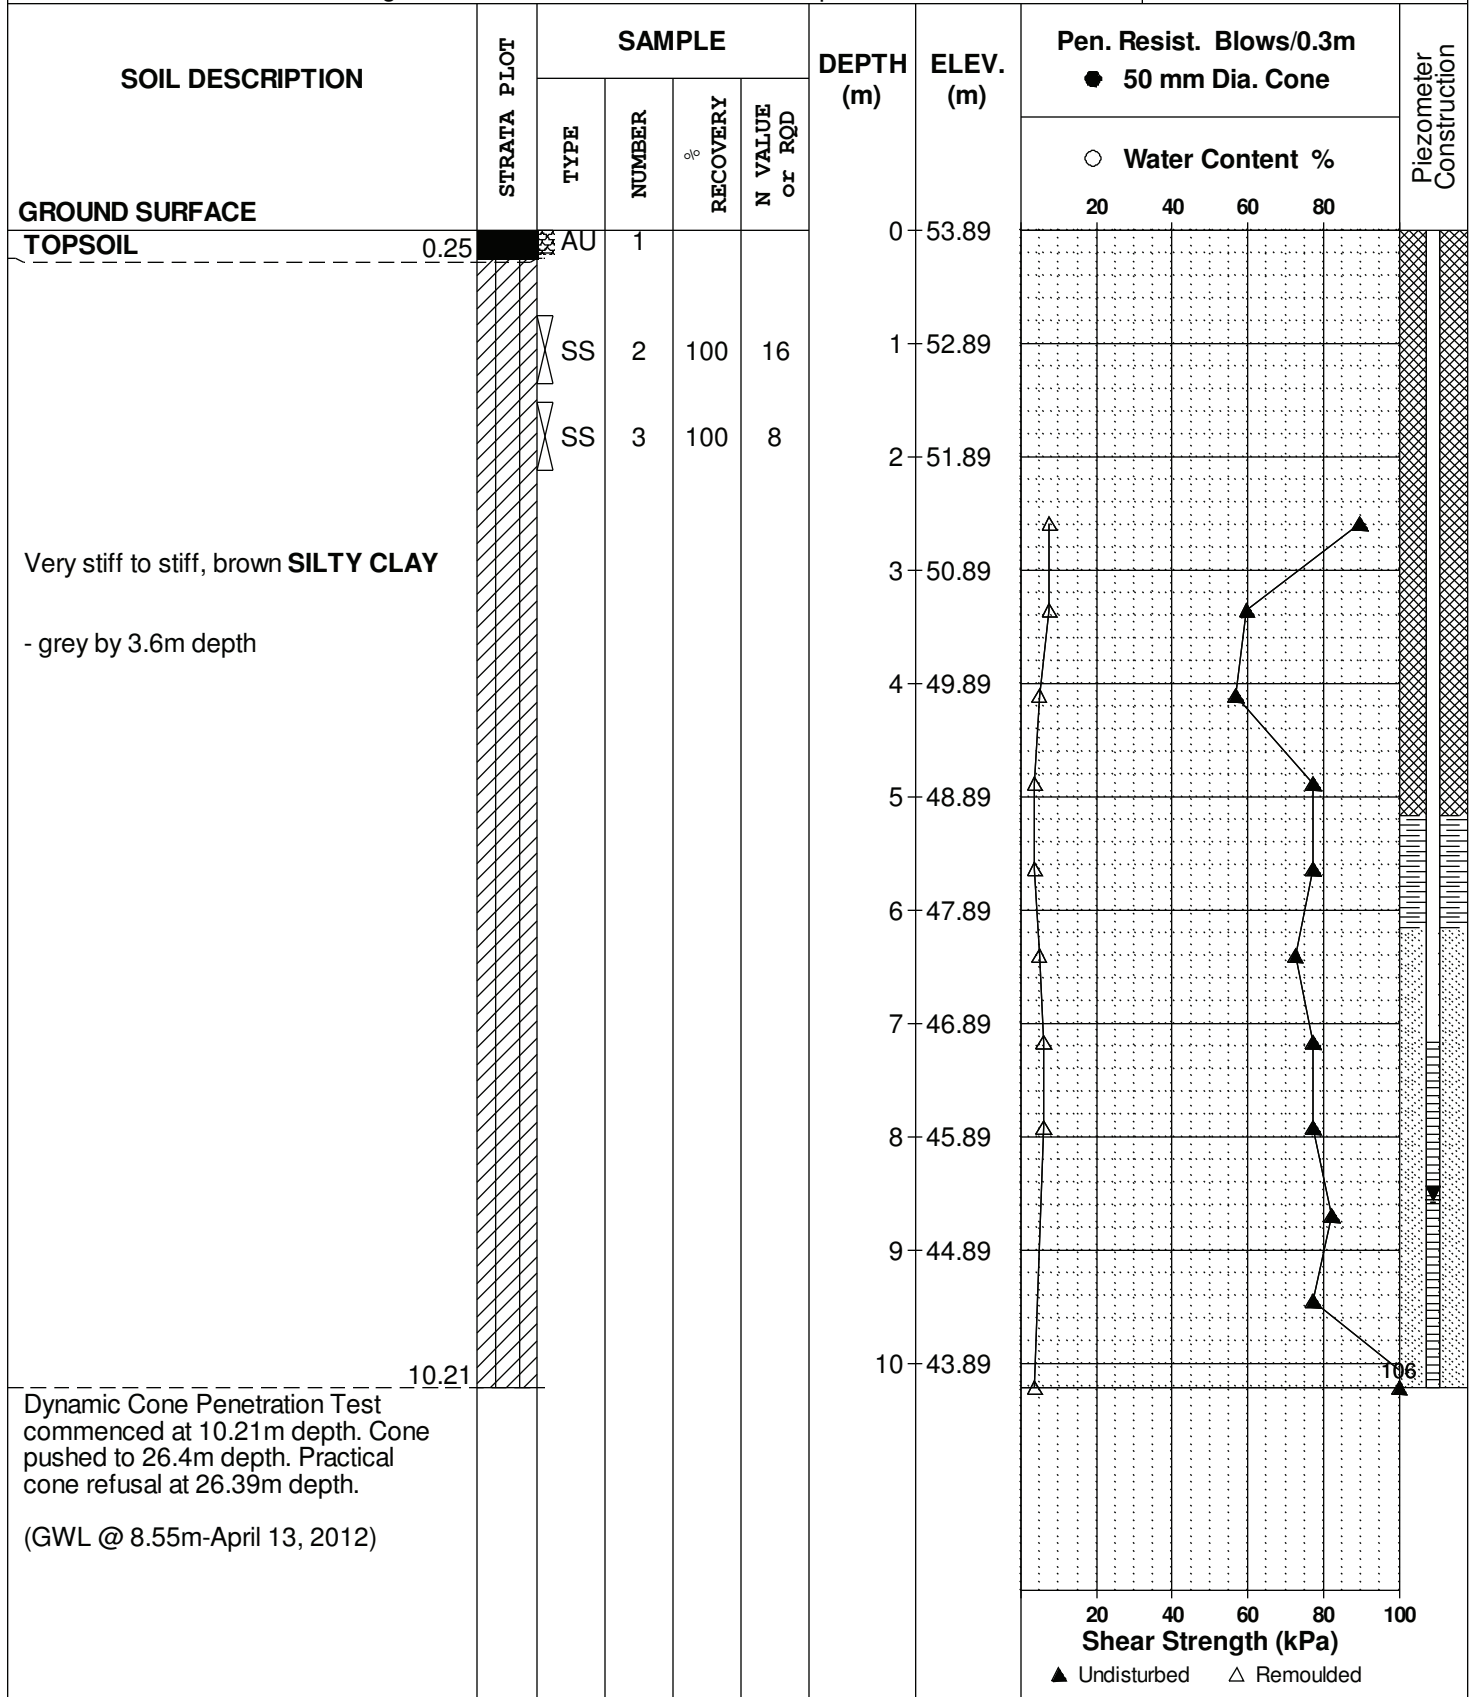 SOIL DESCRIPTION
GROUND SURFACE
STRATA PLOT
SAMPLE
TYPE
NUMBER
% RECOVERY
N VALUE or RQD
DEPTH (m)
ELEV. (m)
Pen. Resist. Blows/0.3m
● 50 mm Dia. Cone
○ Water Content %
20 40 60 80
Piezometer Construction
TOPSOIL 0.25
AU 1
SS 2 100 16
SS 3 100 8
0 53.89
1 52.89
2 51.89
3 50.89
4 49.89
5 48.89
6 47.89
7 46.89
8 45.89
9 44.89
10 43.89
Very stiff to stiff, brown SILTY CLAY
- grey by 3.6m depth
10.21
106
Dynamic Cone Penetration Test
commenced at 10.21m depth. Cone
pushed to 26.4m depth. Practical
cone refusal at 26.39m depth.
(GWL @ 8.55m-April 13, 2012)
20 40 60 80 100
Shear Strength (kPa)
▲ Undisturbed △ Remoulded